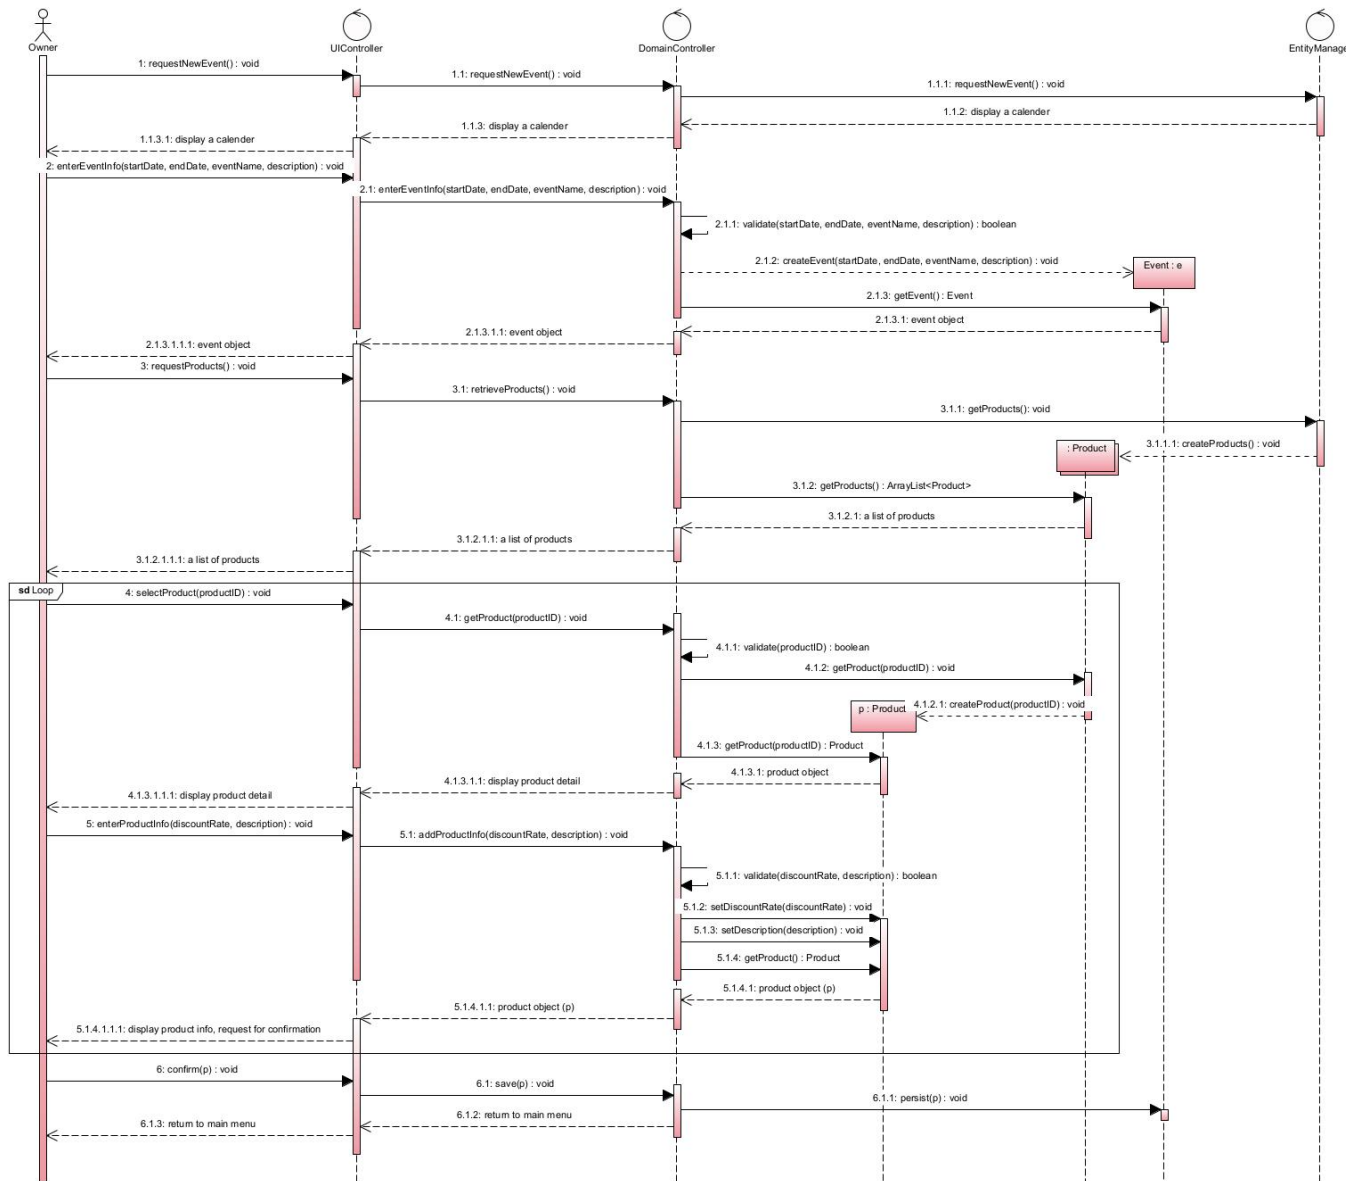 Owner
UIController
DomainController
EntityManage
1: requestNewEvent() : void
1.1: requestNewEvent() : void
1.1.1: requestNewEvent() : void
1.1.2: display a calender
1.1.3: display a calender
1.1.3.1: display a calender
2: enterEventInfo(startDate, endDate, eventName, description) : void
2.1: enterEventInfo(startDate, endDate, eventName, description) : void
2.1.1: validate(startDate, endDate, eventName, description) : boolean
2.1.2: createEvent(startDate, endDate, eventName, description) : void
Event : e
2.1.3: getEvent() : Event
2.1.3.1: event object
2.1.3.1.1: event object
2.1.3.1.1.1: event object
3: requestProducts() : void
3.1: retrieveProducts() : void
3.1.1: getProducts(): void
3.1.1.1: createProducts() : void
: Product
3.1.2: getProducts() : ArrayList<Product>
3.1.2.1: a list of products
3.1.2.1.1: a list of products
3.1.2.1.1.1: a list of products
sd Loop
4: selectProduct(productID) : void
4.1: getProduct(productID) : void
4.1.1: validate(productID) : boolean
4.1.2: getProduct(productID) : void
4.1.2.1: createProduct(productID) : void
p : Product
4.1.3: getProduct(productID) : Product
4.1.3.1: product object
4.1.3.1.1: display product detail
4.1.3.1.1.1: display product detail
5: enterProductInfo(discountRate, description) : void
5.1: addProductInfo(discountRate, description) : void
5.1.1: validate(discountRate, description) : boolean
5.1.2: setDiscountRate(discountRate) : void
5.1.3: setDescription(description) : void
5.1.4: getProduct() : Product
5.1.4.1: product object (p)
5.1.4.1.1: product object (p)
5.1.4.1.1.1: display product info, request for confirmation
6: confirm(p) : void
6.1: save(p) : void
6.1.1: persist(p) : void
6.1.2: return to main menu
6.1.3: return to main menu